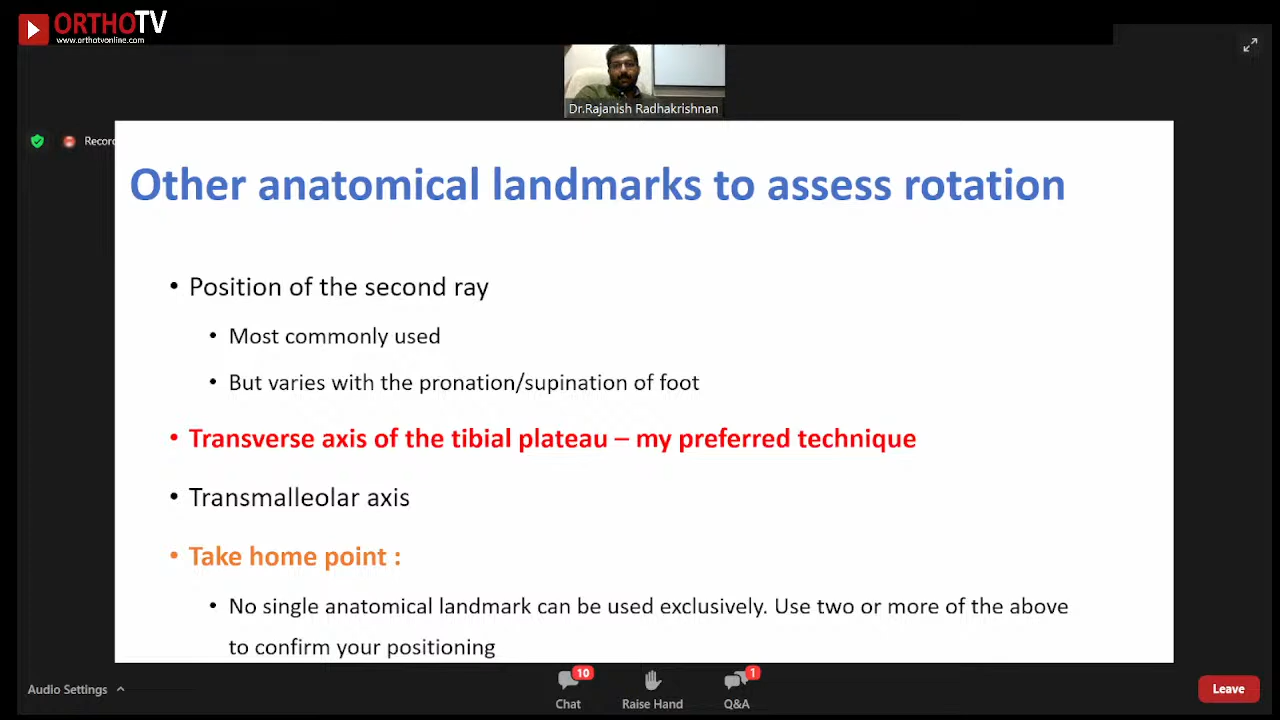 ORTHOTV
www.orthotvonline.com
Dr.Rajanish Radhakrishnan
Recor
Other anatomical landmarks to assess rotation
• Position of the second ray
• Most commonly used
• But varies with the pronation/supination of foot
• Transverse axis of the tibial plateau – my preferred technique
• Transmalleolar axis
• Take home point :
• No single anatomical landmark can be used exclusively. Use two or more of the above
to confirm your positioning
Audio Settings
10
Chat
Raise Hand
1
Q&A
Leave